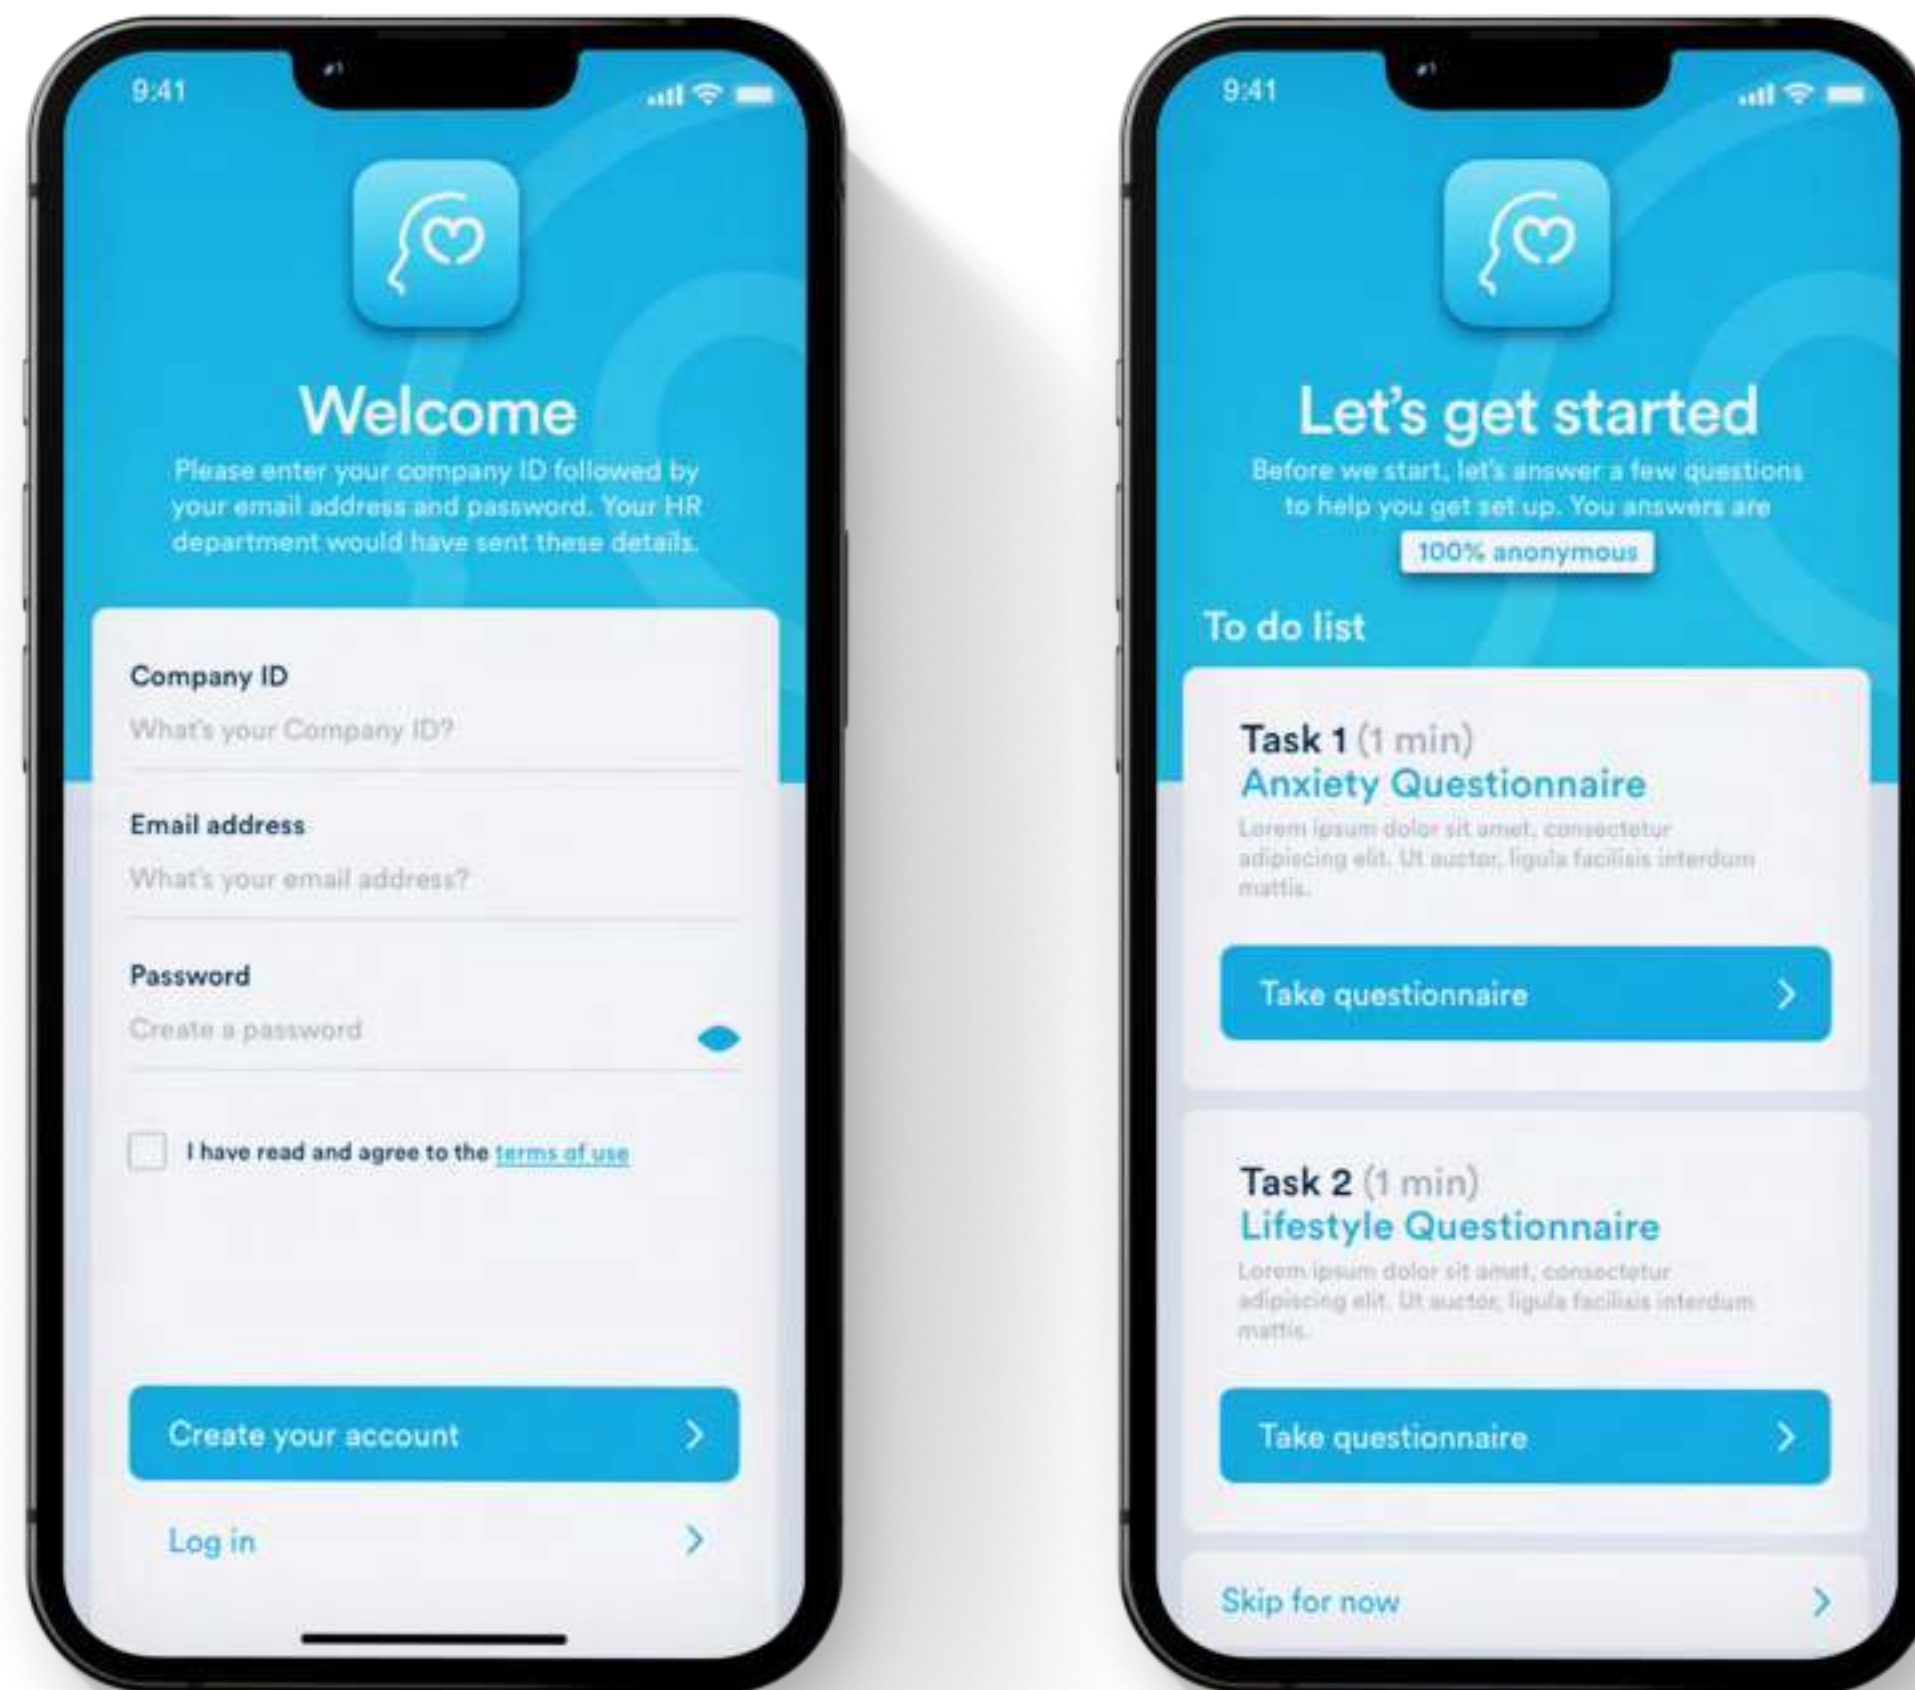 9:41
Welcome
Please enter your company ID followed by
your email address and password. Your HR
department would have sent these details.
Company ID
What's your Company ID?
Email address
What's your email address?
Password
Create a password
I have read and agree to the terms of use
Create your account
Log in
9:41
Let's get started
Before we start, let's answer a few questions
to help you get set up. You answers are
100% anonymous
To do list
Task 1 (1 min)
Anxiety Questionnaire
Lorem ipsum dolor sit amet, consectetur
adipiscing elit. Ut auctor, ligula facilisis interdum
mattis.
Take questionnaire
Task 2 (1 min)
Lifestyle Questionnaire
Lorem ipsum dolor sit amet, consectetur
adipiscing elit. Ut auctor, ligula facilisis interdum
mattis.
Take questionnaire
Skip for now